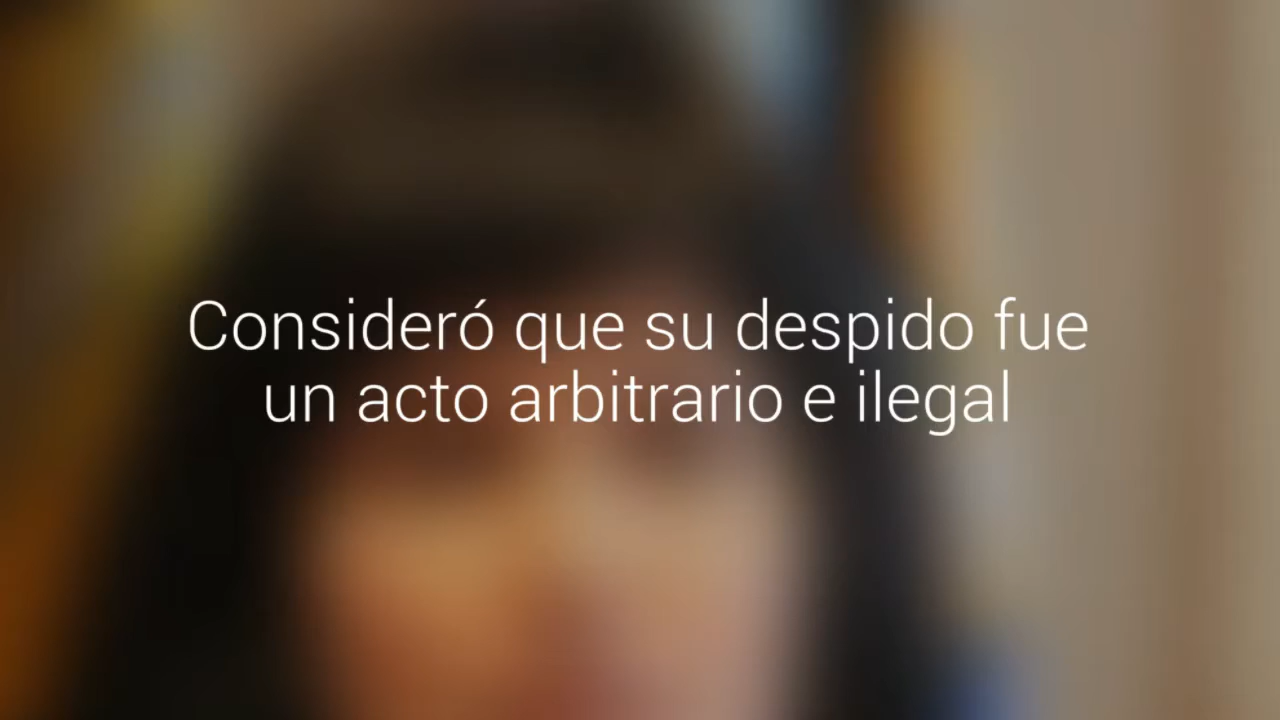 Consideró que su despido fue
un acto arbitrario e ilegal